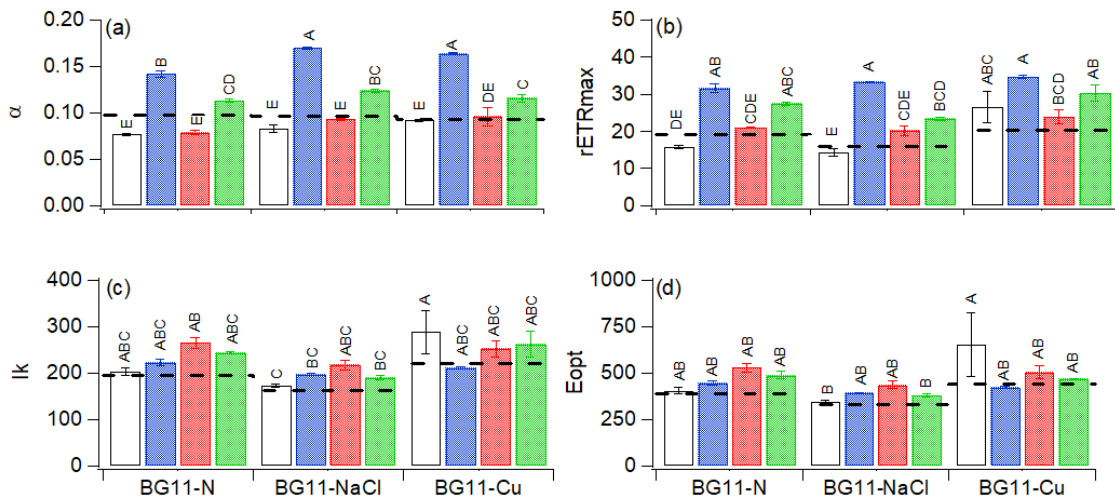 0.20
0.15
0.10
0.05
0.00
α
(a)
E
B
EF
CD
E
A
E
BC
E
A
DE
C
50
40
30
20
10
0
rETRmax
(b)
DE
AB
CDE
ABC
E
A
CDE
BCD
ABC
A
BCD
AB
400
300
200
100
0
Ik
(c)
ABC
ABC
AB
ABC
C
BC
ABC
BC
A
ABC
ABC
ABC
BG11-N
BG11-NaCl
BG11-Cu
1000
750
500
250
0
Eopt
(d)
AB
AB
AB
AB
B
AB
AB
B
A
AB
AB
AB
BG11-N
BG11-NaCl
BG11-Cu